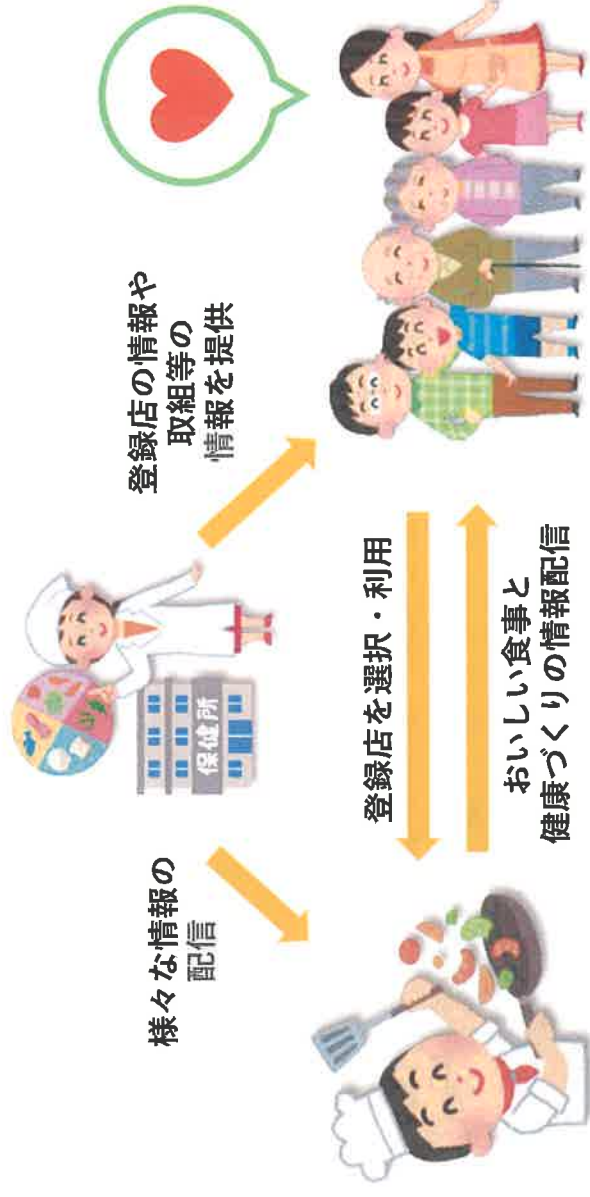 保健所
様々な情報の
配信
登録店の情報や
取組等の
情報を提供
登録店を選択・利用
おいしい食事と
健康づくりの情報配信